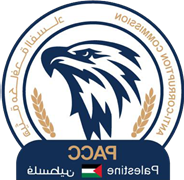 ANTI-CORRUPTION COMMISSION
PACC
Palestine فلسطين